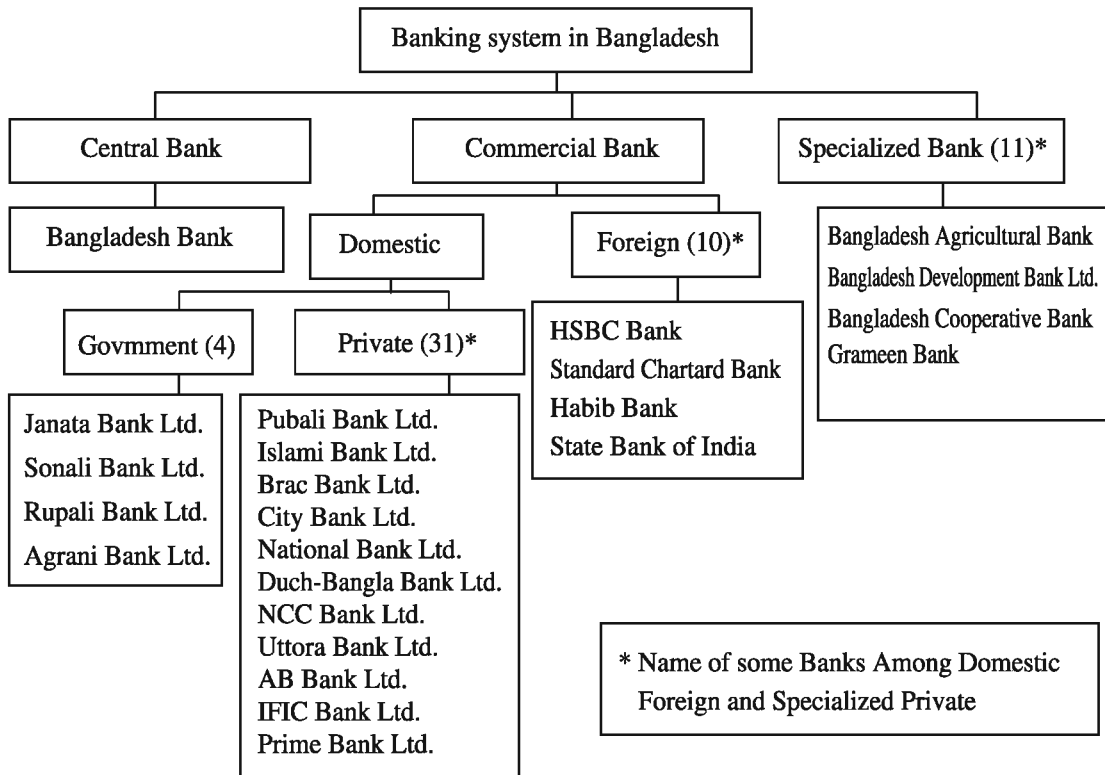 Banking system in Bangladesh
Central Bank
Commercial Bank
Specialized Bank (11)*
Bangladesh Bank
Domestic
Foreign (10)*
Bangladesh Agricultural Bank
Bangladesh Development Bank Ltd.
Bangladesh Cooperative Bank
Grameen Bank
Govmment (4)
Private (31)*
HSBC Bank
Standard Chartard Bank
Habib Bank
State Bank of India
Janata Bank Ltd.
Sonali Bank Ltd.
Rupali Bank Ltd.
Agrani Bank Ltd.
Pubali Bank Ltd.
Islami Bank Ltd.
Brac Bank Ltd.
City Bank Ltd.
National Bank Ltd.
Duch-Bangla Bank Ltd.
NCC Bank Ltd.
Uttora Bank Ltd.
AB Bank Ltd.
IFIC Bank Ltd.
Prime Bank Ltd.
* Name of some Banks Among Domestic
Foreign and Specialized Private